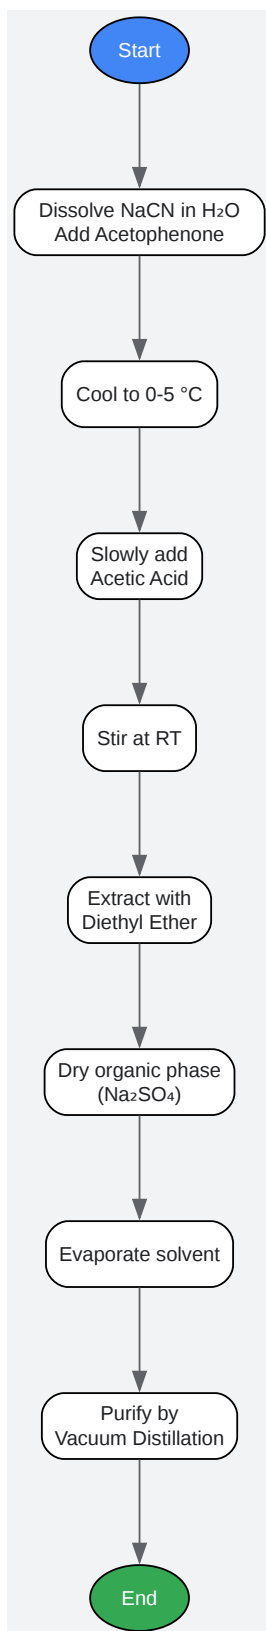 Start
Dissolve NaCN in H₂O
Add Acetophenone
Cool to 0-5 °C
Slowly add
Acetic Acid
Stir at RT
Extract with
Diethyl Ether
Dry organic phase
(Na₂SO₄)
Evaporate solvent
Purify by
Vacuum Distillation
End